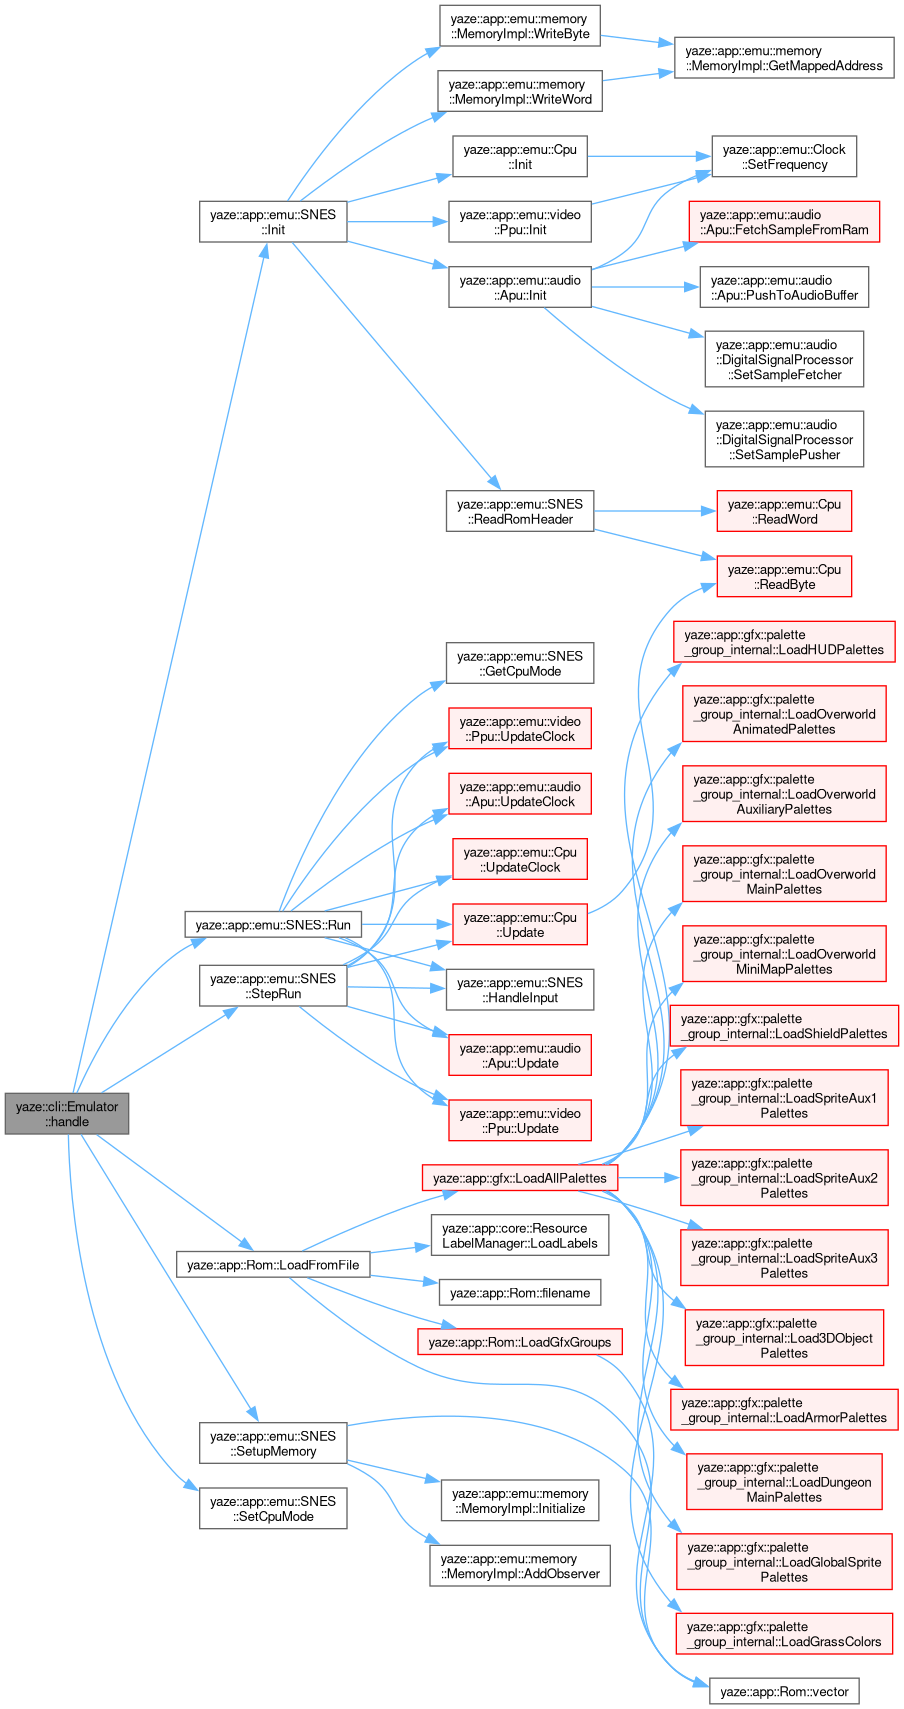 yaze::app::emu::memory
::MemoryImpl::WriteByte
yaze::app::emu::memory
::MemoryImpl::GetMappedAddress
yaze::app::emu::memory
::MemoryImpl::WriteWord
yaze::app::emu::Cpu
::Init
yaze::app::emu::Clock
::SetFrequency
yaze::app::emu::SNES
::Init
yaze::app::emu::video
::Ppu::Init
yaze::app::emu::audio
::Apu::FetchSampleFromRam
yaze::app::emu::audio
::Apu::Init
yaze::app::emu::audio
::Apu::PushToAudioBuffer
yaze::app::emu::audio
::DigitalSignalProcessor
::SetSampleFetcher
yaze::app::emu::audio
::DigitalSignalProcessor
::SetSamplePusher
yaze::app::emu::SNES
::ReadRomHeader
yaze::app::emu::Cpu
::ReadWord
yaze::app::emu::Cpu
::ReadByte
yaze::app::gfx::palette
_group_internal::LoadHUDPalettes
yaze::app::emu::SNES
::GetCpuMode
yaze::app::gfx::palette
_group_internal::LoadOverworld
AnimatedPalettes
yaze::app::emu::video
::Ppu::UpdateClock
yaze::app::emu::audio
::Apu::UpdateClock
yaze::app::gfx::palette
_group_internal::LoadOverworld
AuxiliaryPalettes
yaze::app::emu::Cpu
::UpdateClock
yaze::app::gfx::palette
_group_internal::LoadOverworld
MainPalettes
yaze::app::emu::SNES::Run
yaze::app::emu::Cpu
::Update
yaze::app::gfx::palette
_group_internal::LoadOverworld
MiniMapPalettes
yaze::app::emu::SNES
::StepRun
yaze::app::emu::SNES
::HandleInput
yaze::app::gfx::palette
_group_internal::LoadShieldPalettes
yaze::app::emu::audio
::Apu::Update
yaze::app::gfx::palette
_group_internal::LoadSpriteAux1
Palettes
yaze::cli::Emulator
::handle
yaze::app::emu::video
::Ppu::Update
yaze::app::gfx::LoadAllPalettes
yaze::app::gfx::palette
_group_internal::LoadSpriteAux2
Palettes
yaze::app::core::Resource
LabelManager::LoadLabels
yaze::app::gfx::palette
_group_internal::LoadSpriteAux3
Palettes
yaze::app::Rom::LoadFromFile
yaze::app::Rom::filename
yaze::app::Rom::LoadGfxGroups
yaze::app::gfx::palette
_group_internal::Load3DObject
Palettes
yaze::app::gfx::palette
_group_internal::LoadArmorPalettes
yaze::app::emu::SNES
::SetupMemory
yaze::app::gfx::palette
_group_internal::LoadDungeon
MainPalettes
yaze::app::emu::memory
::MemoryImpl::Initialize
yaze::app::emu::SNES
::SetCpuMode
yaze::app::gfx::palette
_group_internal::LoadGlobalSprite
Palettes
yaze::app::emu::memory
::MemoryImpl::AddObserver
yaze::app::gfx::palette
_group_internal::LoadGrassColors
yaze::app::Rom::vector